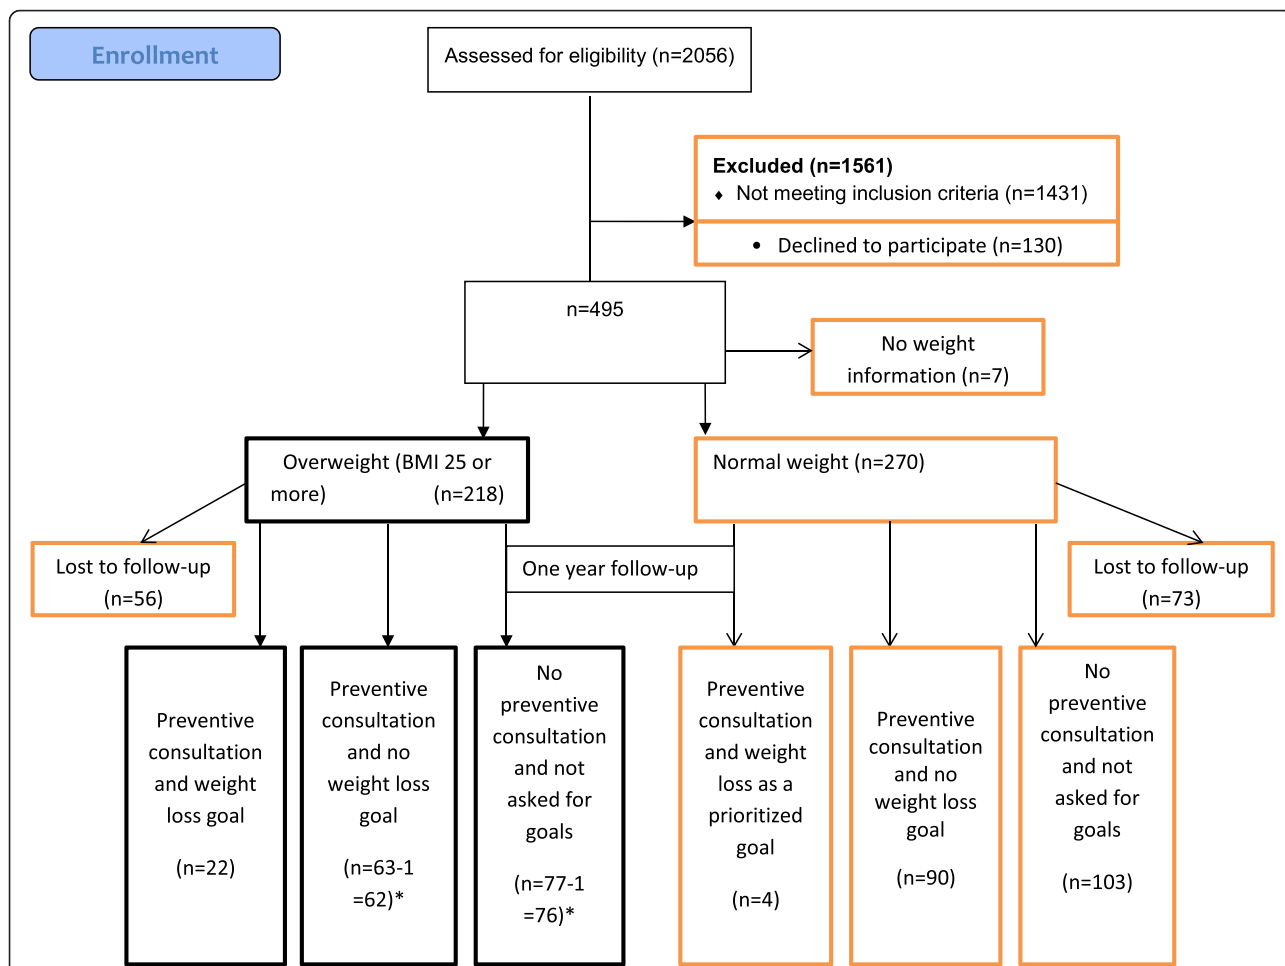 Enrollment
Assessed for eligibility (n=2056)
Excluded (n=1561)
♦ Not meeting inclusion criteria (n=1431)
• Declined to participate (n=130)
n=495
No weight
information (n=7)
Overweight (BMI 25 or
more) (n=218)
Normal weight (n=270)
Lost to follow-up
(n=56)
One year follow-up
Lost to follow-up
(n=73)
Preventive
consultation
and weight
loss goal
(n=22)
Preventive
consultation
and no
weight loss
goal
(n=63-1
=62)*
No
preventive
consultation
and not
asked for
goals
(n=77-1
=76)*
Preventive
consultation
and weight
loss as a
prioritized
goal
(n=4)
Preventive
consultation
and no
weight loss
goal
(n=90)
No
preventive
consultation
and not
asked for
goals
(n=103)